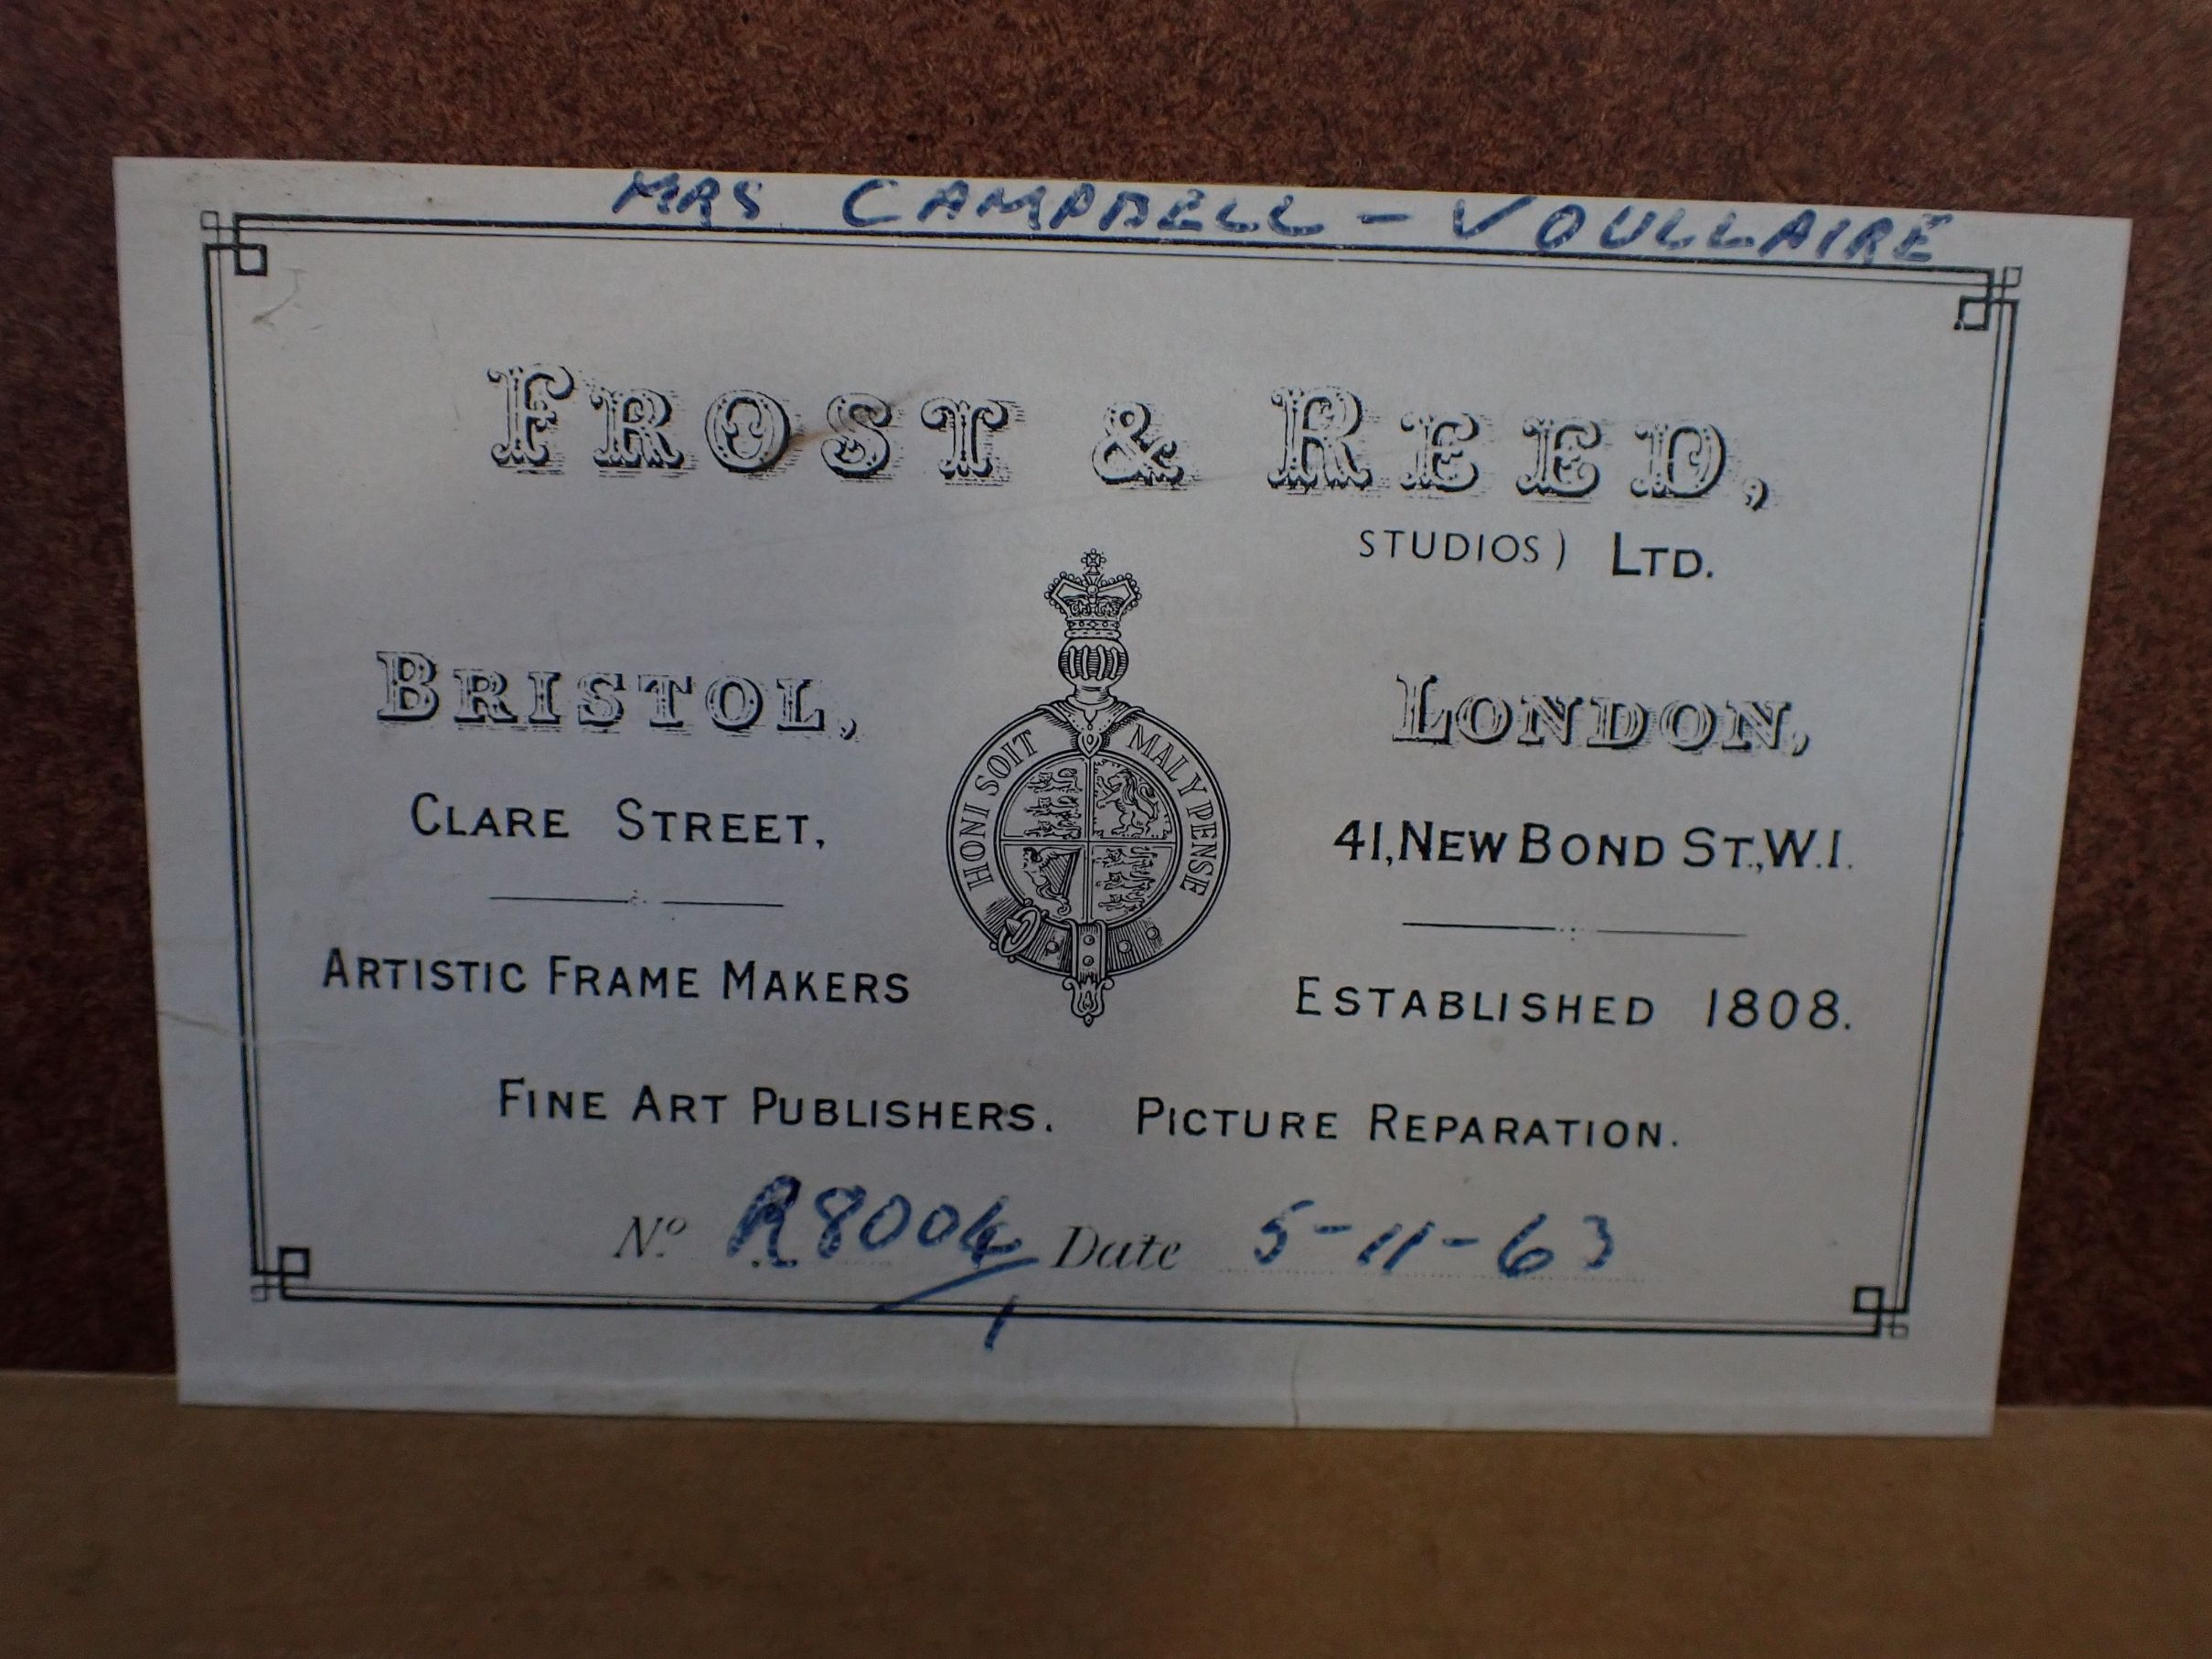 MRS CAMPBELL - VOULLAIRE
FROST & REED,
STUDIOS) LTD.
BRISTOL,
CLARE STREET,
ARTISTIC FRAME MAKERS
HONI SOIT MAL Y PENSE
LONDON,
41, NEW BOND ST., W.1.
ESTABLISHED 1808.
FINE ART PUBLISHERS. PICTURE REPARATION.
No. R8004/1 Date 5-11-63